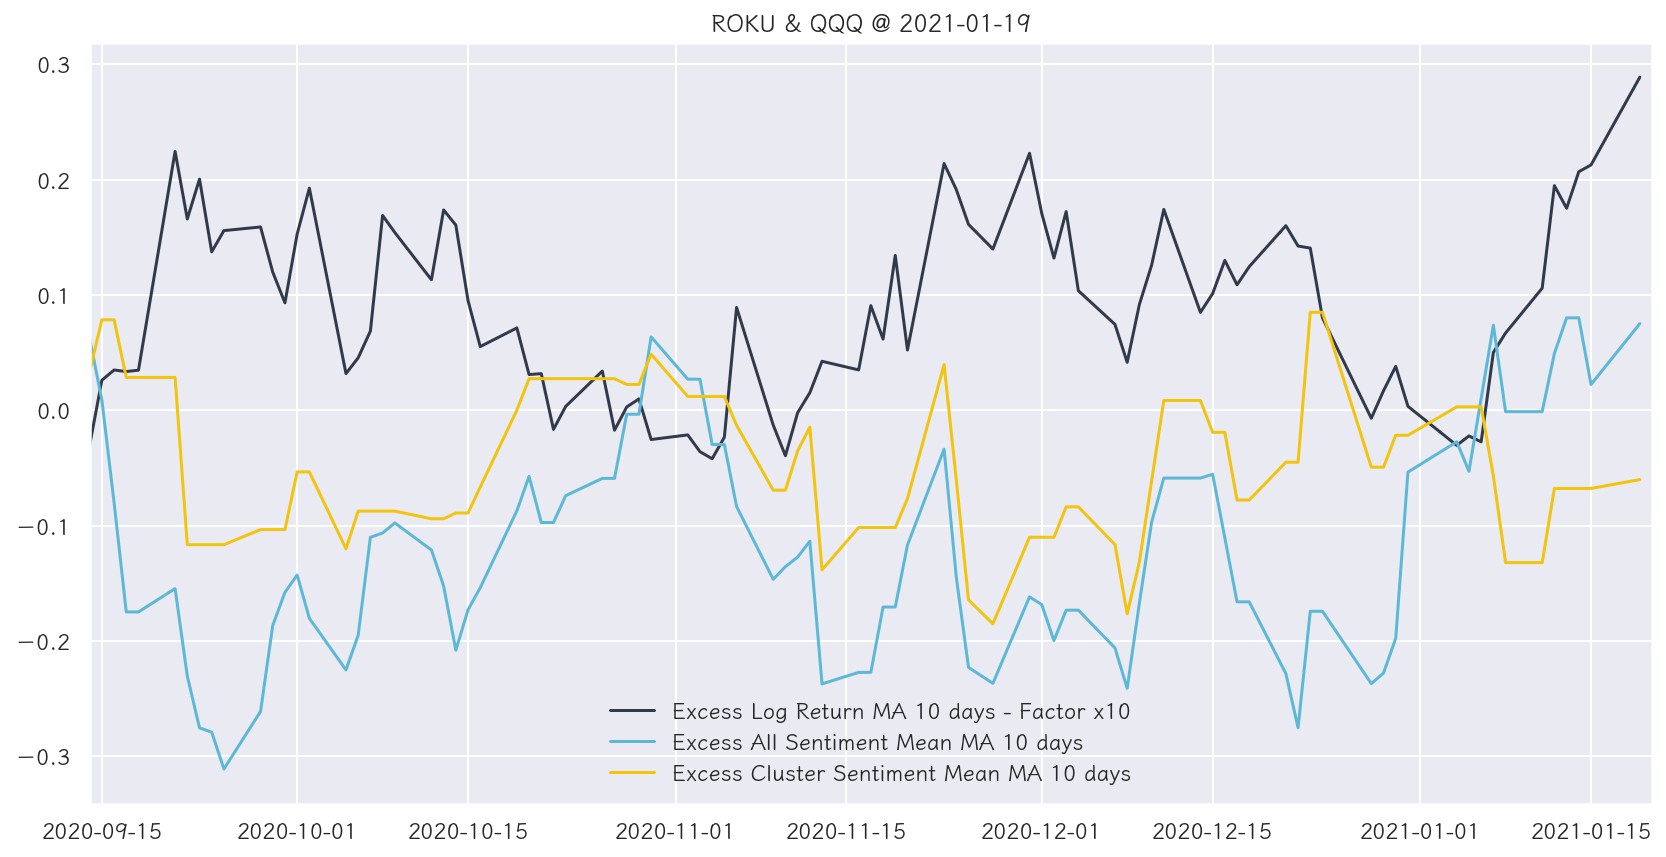 ROKU & QQQ @ 2021-01-19
0.3
0.2
0.1
0.0
−0.1
−0.2
−0.3
Excess Log Return MA 10 days - Factor x10
Excess All Sentiment Mean MA 10 days
Excess Cluster Sentiment Mean MA 10 days
2020-09-15 2020-10-01 2020-10-15 2020-11-01 2020-11-15 2020-12-01 2020-12-15 2021-01-01 2021-01-15